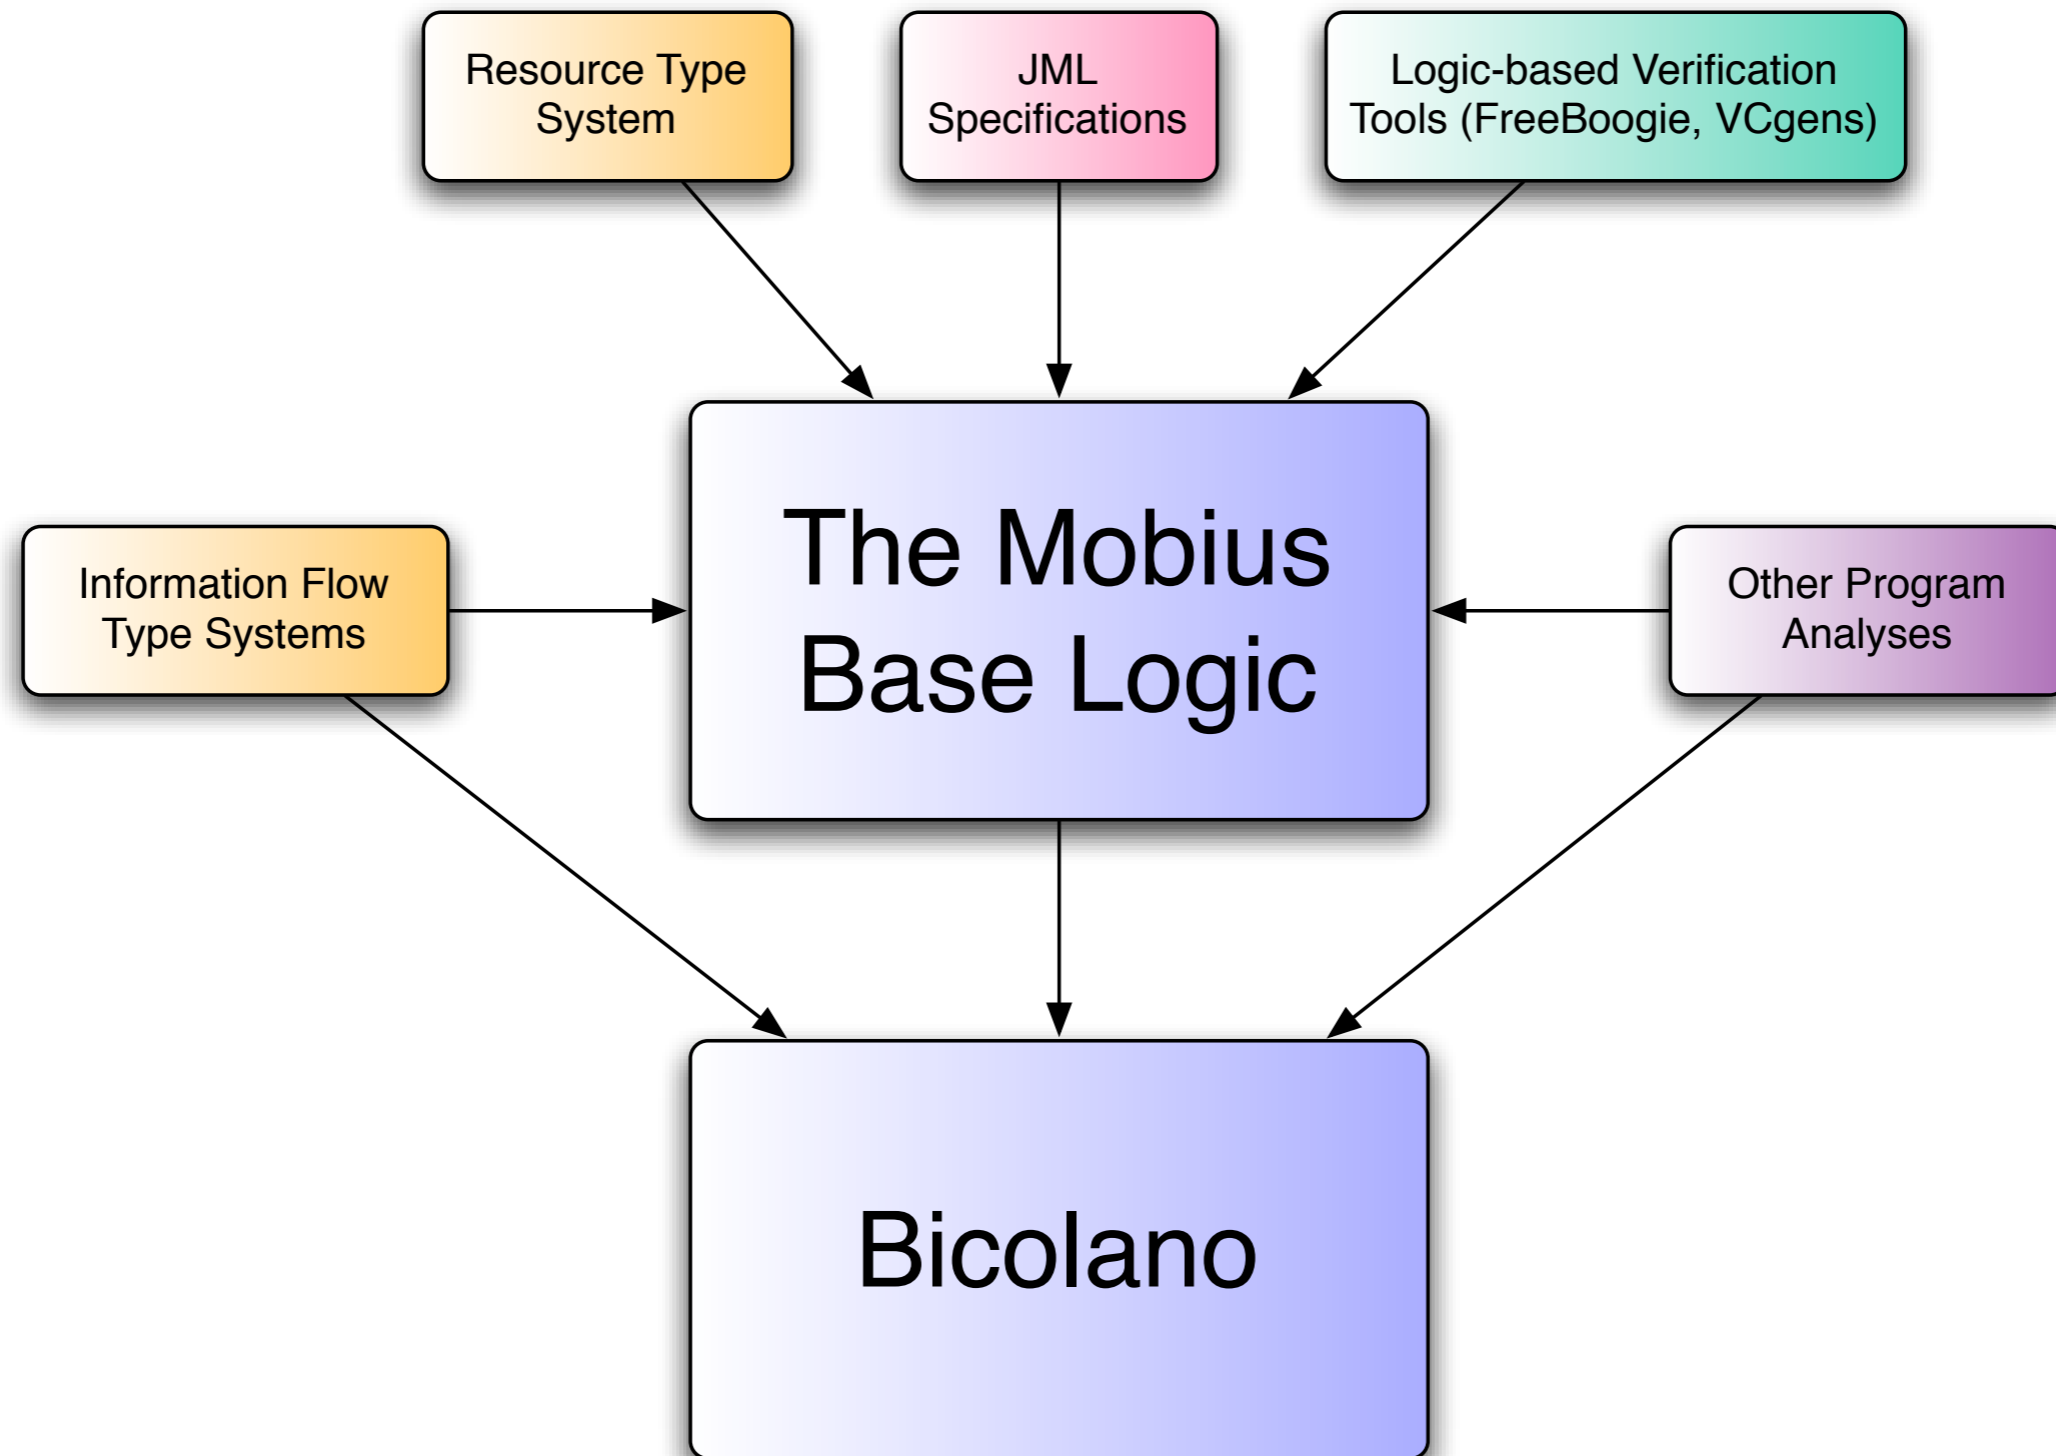 Resource Type
System
JML
Specifications
Logic-based Verification
Tools (FreeBoogie, VCgens)
Information Flow
Type Systems
The Mobius
Base Logic
Other Program
Analyses
Bicolano